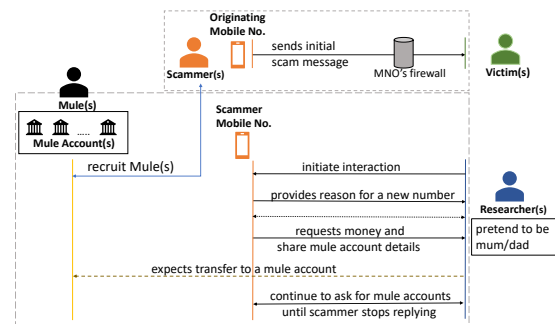 Originating
Mobile No.
Scammer(s)
sends initial
scam message
MNO's firewall
Victim(s)
Mule(s)
.....
Mule Account(s)
Scammer
Mobile No.
recruit Mule(s)
initiate interaction
provides reason for a new number
Researcher(s)
pretend to be
mum/dad
requests money and
share mule account details
expects transfer to a mule account
continue to ask for mule accounts
until scammer stops replying